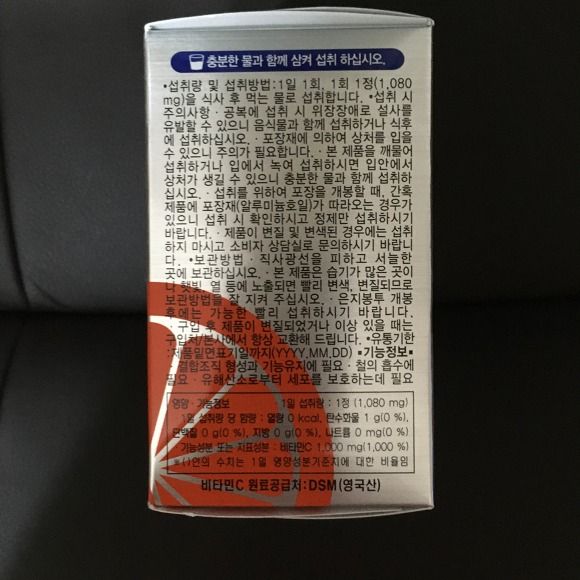 충분한 물과 함께 삼켜 섭취 하십시오.
•섭취량 및 섭취방법:1일 1회, 1회 1정(1,080
mg)을 식사 후 먹는 물로 섭취합니다. •섭취 시
주의사항 · 공복에 섭취 시 위장장애로 설사를
유발할 수 있으니 음식물과 함께 섭취하거나 식후
에 섭취하십시오. · 포장재에 의하여 상처를 입을
수 있으니 주의가 필요합니다. · 본 제품을 깨물어
섭취하거나 입에서 녹여 섭취하시면 입안에서
상처가 생길 수 있으니 충분한 물과 함께 섭취하
십시오. · 섭취를 위하여 포장을 개봉할 때, 간혹
제품에 포장재(알루미늄호일)가 따라오는 경우가
있으니 섭취 시 확인하시고 정제만 섭취하시기
바랍니다. · 제품이 변질 및 변색된 경우에는 섭취
하지 마시고 소비자 상담실로 문의하시기 바랍니
다. •보관방법 · 직사광선을 피하고 서늘한
곳에 보관하십시오. · 본 제품은 습기가 많은 곳이
나 햇빛, 열 등에 노출되면 빨리 변색, 변질되므로
보관방법을 잘 지켜 주십시오. · 은지봉투 개봉
후에는 가능한 빨리 섭취하시기 바랍니다.
· 구입 후 제품이 변질되었거나 이상 있을 때는
구입처/본사에서 항상 교환해 드립니다. •유통기한
:제품밑면표기일까지(YYYY.MM.DD) ▪기능정보▪
· 결합조직 형성과 기능유지에 필요 · 철의 흡수에
필요 · 유해산소로부터 세포를 보호하는데 필요
영양·기능정보 1일 섭취량 : 1정 (1,080 mg)
1일 섭취량 당 함량 : 열량 0 kcal, 탄수화물 1 g(0 %),
단백질 0 g(0 %), 지방 0 g(0 %), 나트륨 0 mg(0 %)
기능성분 또는 지표성분 : 비타민C 1,000 mg(1,000 %)
※( )안의 수치는 1일 영양성분기준치에 대한 비율임
비타민C 원료공급처:DSM(영국산)